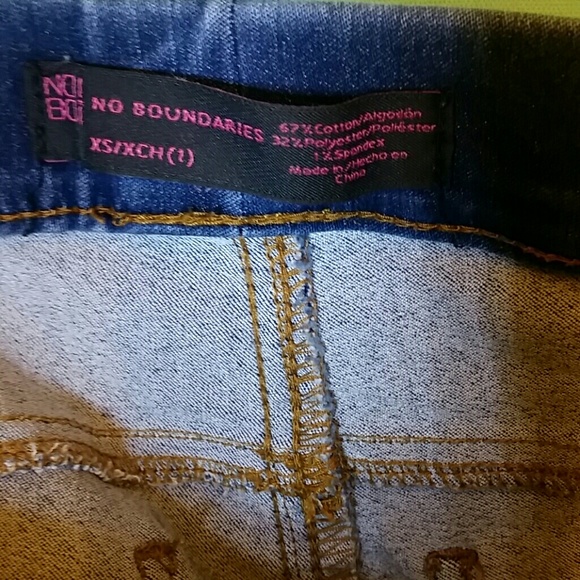 NO BO
NO BOUNDARIES
XS/XCH(1)
67%Cotton/Algodón
32%Polyester/Poliéster
1%Spandex
Made in/Hecho en
China